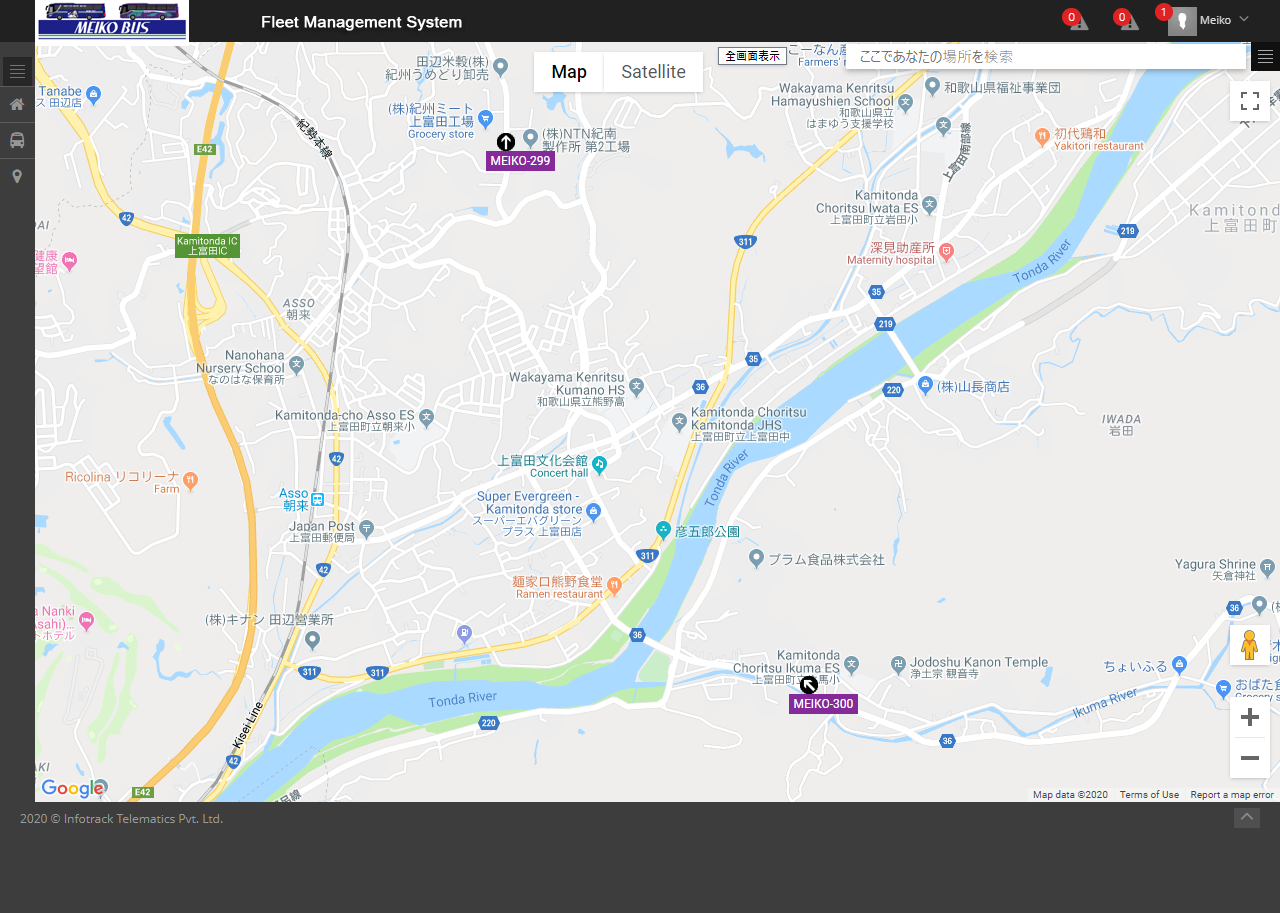 MEIKO BUS
Fleet Management System
0
0
1
Meiko
Map
Satellite
全画面表示
ここであなたの場所を検索
Tanabe
ス 田辺店
田辺米穀(株)
紀州うめどり卸売
(株)紀州ミート
上富田工場
Grocery store
(株)NTN紀南
製作所 第2工場
MEIKO-299
紀勢本線
E42
42
Kamitonda IC
上富田IC
健康
望館
ASSO
朝来
Nanohana
Nursery School
なのはな保育所
Kamitonda-cho Asso ES
上富田町立朝来小
Wakayama Kenritsu
Kumano HS
和歌山県立熊野高
こーなん
Farmers'
Wakayama Kenritsu
Hamayushien School
和歌山県立
はまゆう支援学校
和歌山県福祉事業団
上富田南部線
初代鶏和
Yakitori restaurant
Kamitonda
Choritsu Iwata ES
上富田町立岩田小
Kamitond
上富田町
219
311
深見助産所
Maternity hospital
Tonda River
35
219
35
36
220
(株)山長商店
IWADA
岩田
Kamitonda Choritsu
Kamitonda JHS
上富田町立上富田中
上富田文化会館
Concert hall
Tonda River
42
Ricolina リコリーナ
Farm
Asso
朝来
Japan Post
上富田郵便局
Super Evergreen -
Kamitonda store
スーパーエバグリーン
プラス 上富田店
彦五郎公園
311
プラム食品株式会社
42
麺家口熊野食堂
Ramen restaurant
Yagura Shrine
矢倉神社
36
a Nanki
Asahi)...
トホテル
(株)キナン 田辺営業所
36
311
311
Kamitonda
Choritsu Ikuma ES
MEIKO-300
Jodoshu Kanon Temple
浄土宗 観音寺
ちょいふる
おばた
Ikuma River
Tonda River
220
36
Kisei Line
42
AKI
E42
Google
Map data ©2020
Terms of Use
Report a map error
2020 © Infotrack Telematics Pvt. Ltd.